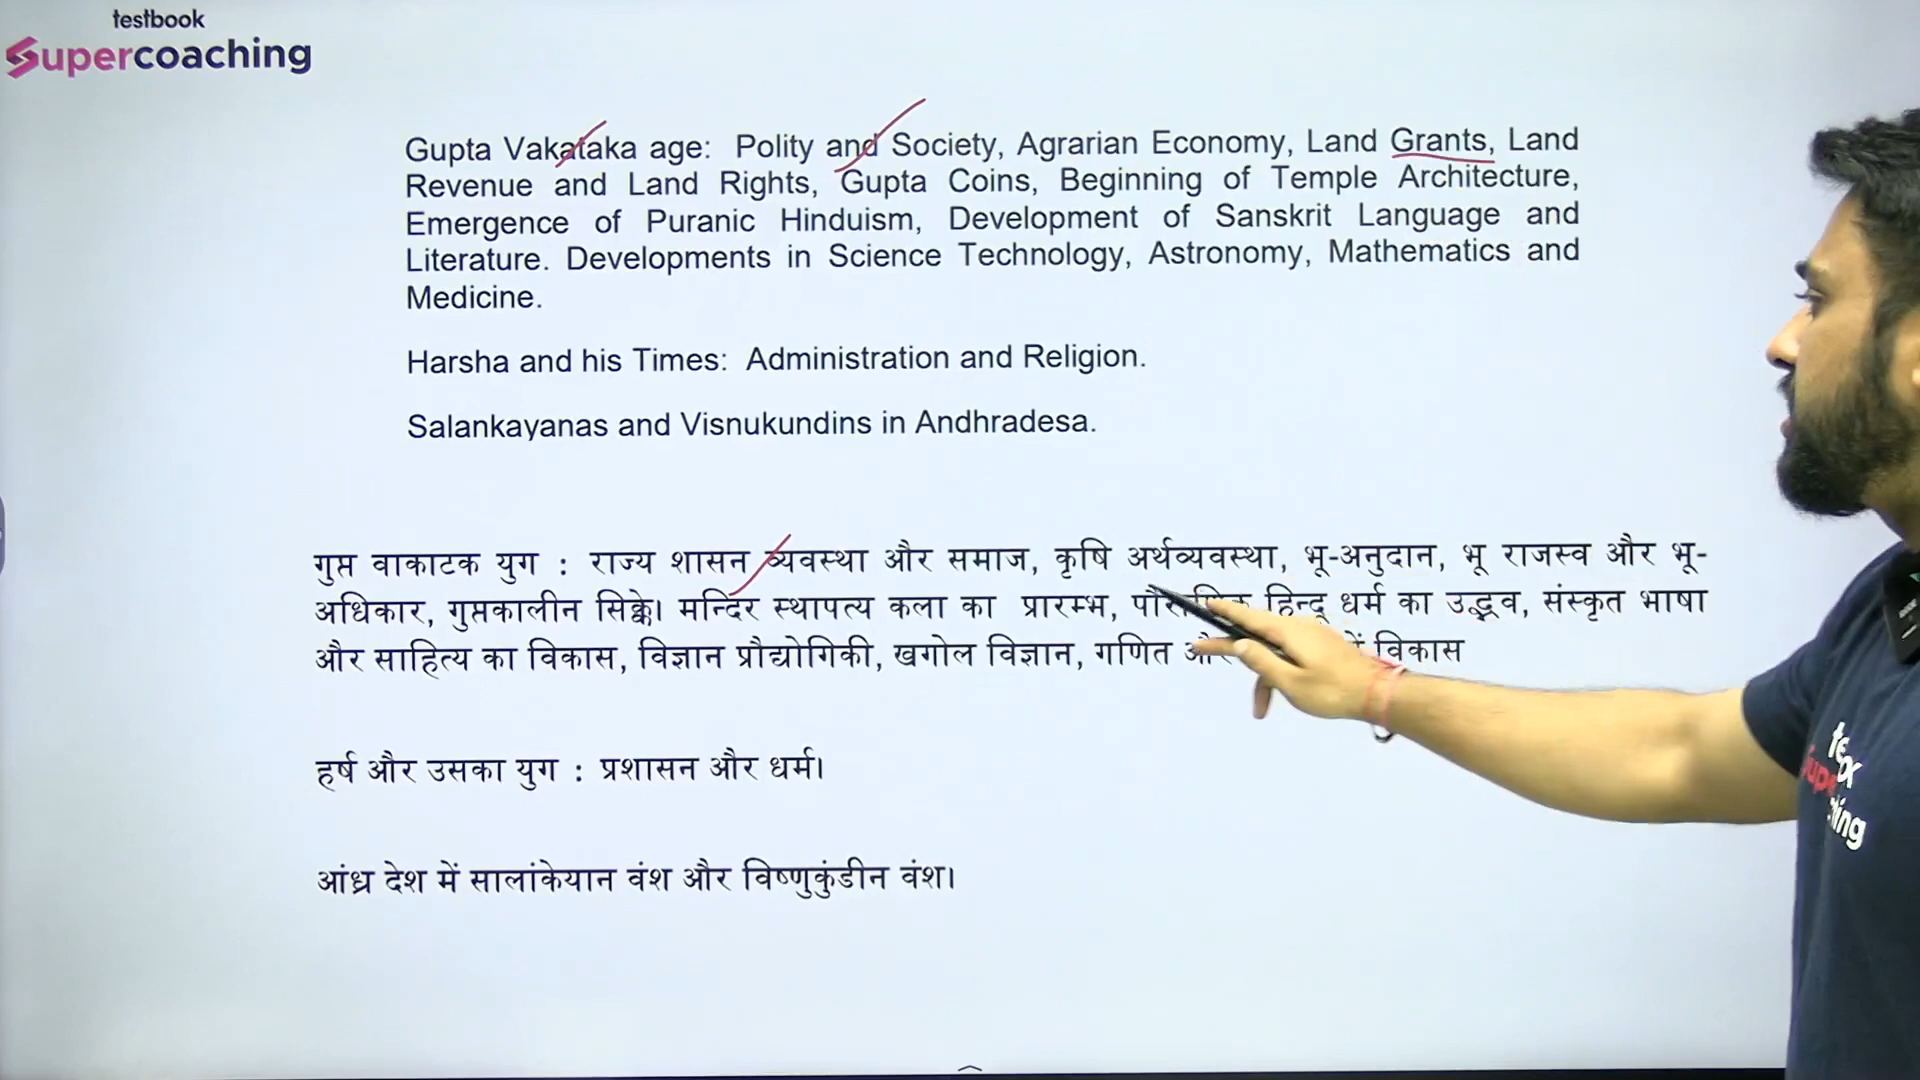 testbook
Supercoaching
Gupta Vakataka age: Polity and Society, Agrarian Economy, Land Grants, Land
Revenue and Land Rights, Gupta Coins, Beginning of Temple Architecture,
Emergence of Puranic Hinduism, Development of Sanskrit Language and
Literature. Developments in Science Technology, Astronomy, Mathematics and
Medicine.
Harsha and his Times: Administration and Religion.
Salankayanas and Visnukundins in Andhradesa.
गुप्त वाकाटक युग : राज्य शासन व्यवस्था और समाज, कृषि अर्थव्यवस्था, भू-अनुदान, भू राजस्व और भू-
अधिकार, गुप्तकालीन सिक्के। मन्दिर स्थापत्य कला का प्रारम्भ, पौराणिक हिन्दू धर्म का उद्भव, संस्कृत भाषा
और साहित्य का विकास, विज्ञान प्रौद्योगिकी, खगोल विज्ञान, गणित और में विकास
हर्ष और उसका युग : प्रशासन और धर्म।
आंध्र देश में सालांकेयान वंश और विष्णुकुंडीन वंश।